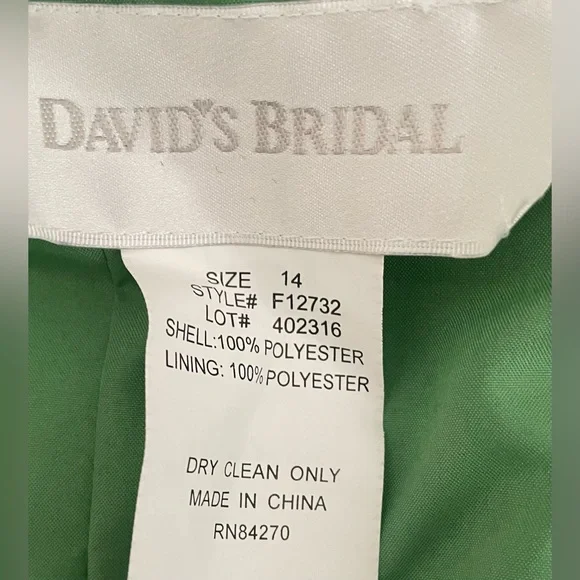 DAVID'S BRIDAL
SIZE 14
STYLE# F12732
LOT# 402316
SHELL:100% POLYESTER
LINING: 100% POLYESTER
DRY CLEAN ONLY
MADE IN CHINA
RN84270